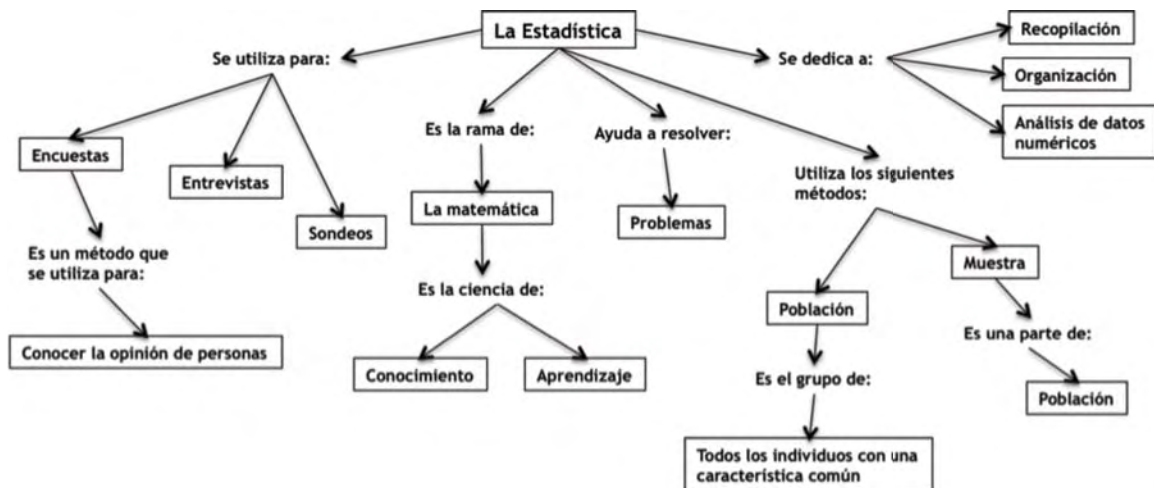 La Estadística
Se utiliza para:
Encuestas
Entrevistas
Sondeos
Es un método que
se utiliza para:
Conocer la opinión de personas
Es la rama de:
La matemática
Es la ciencia de:
Conocimiento
Aprendizaje
Ayuda a resolver:
Problemas
Utiliza los siguientes
métodos:
Población
Es el grupo de:
Todos los individuos con una
característica común
Muestra
Es una parte de:
Población
Se dedica a:
Recopilación
Organización
Análisis de datos
numéricos